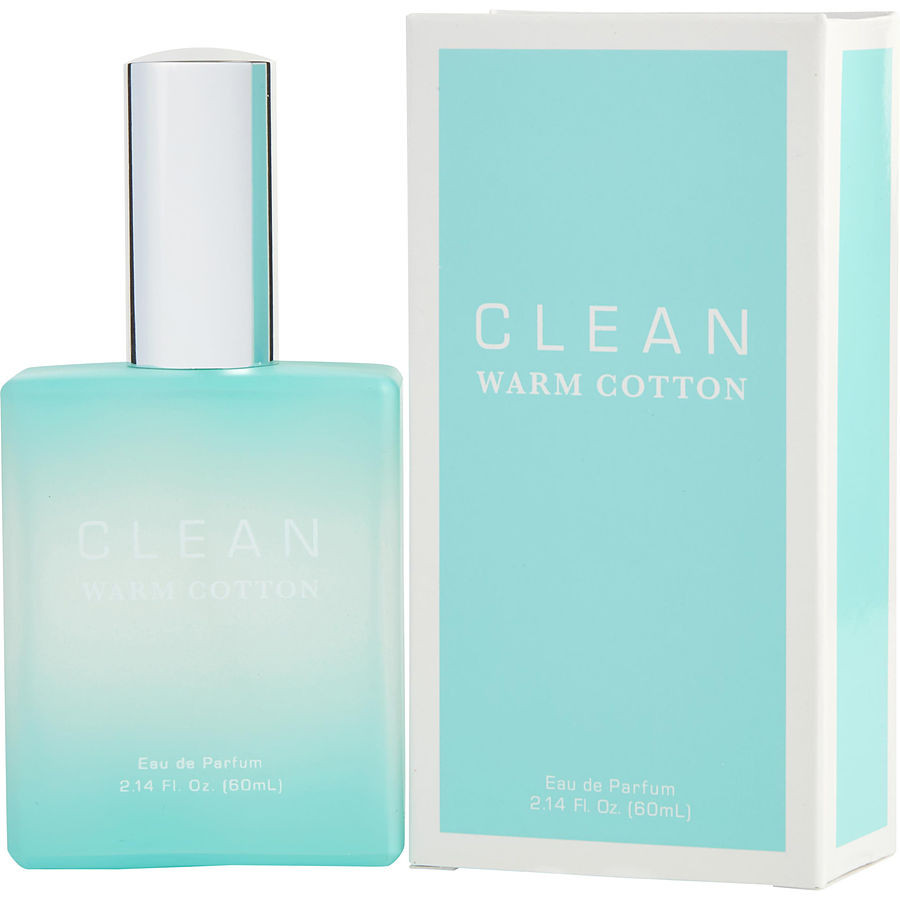 CLEAN
WARM COTTON
Eau de Parfum
2.14 Fl. Oz. (60mL)
CLEAN
WARM COTTON
Eau de Parfum
2.14 Fl. Oz. (60mL)